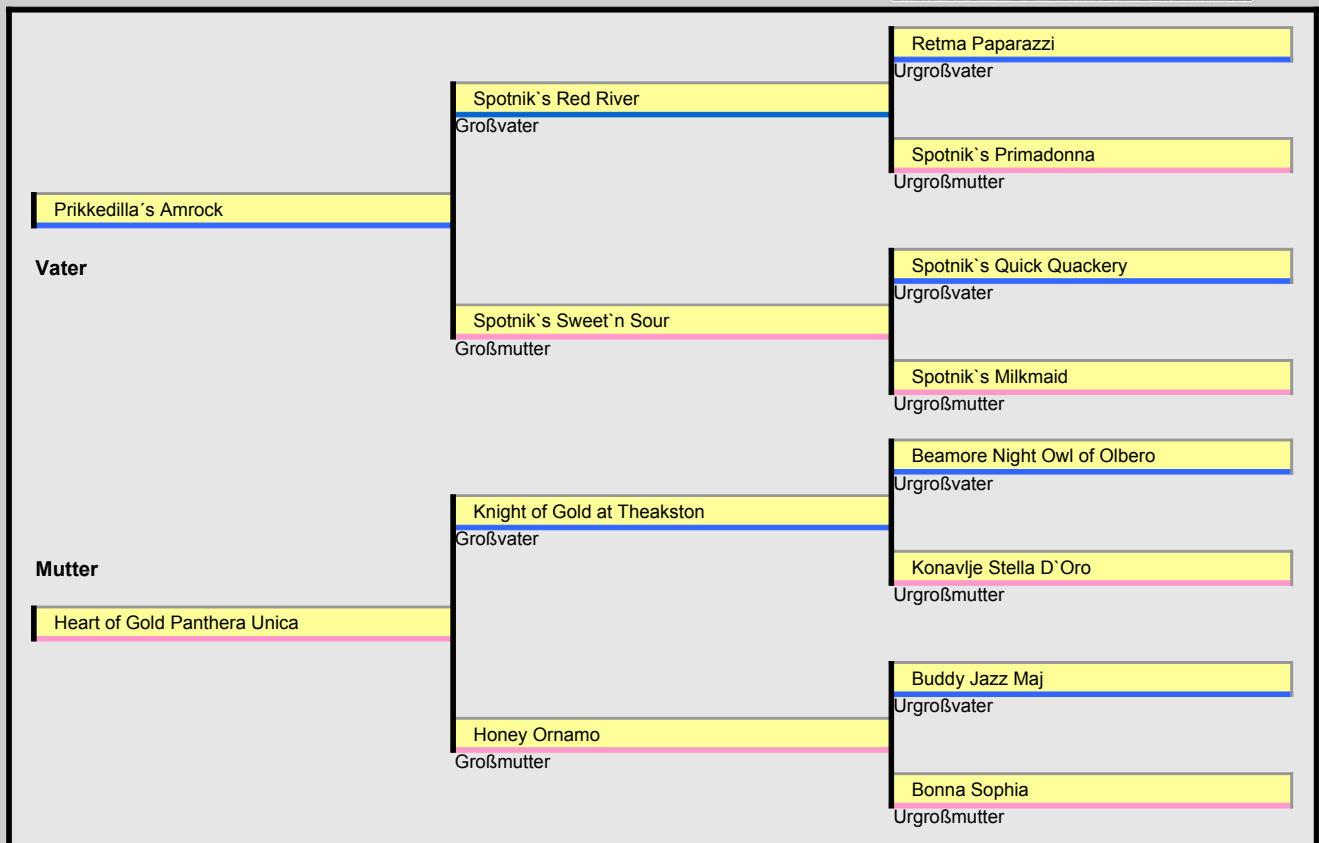 Retma Paparazzi
Urgroßvater
Spotnik`s Red River
Großvater
Spotnik`s Primadonna
Urgroßmutter
Prikkedilla´s Amrock
Vater
Spotnik`s Quick Quackery
Urgroßvater
Spotnik`s Sweet`n Sour
Großmutter
Spotnik`s Milkmaid
Urgroßmutter
Beamore Night Owl of Olbero
Urgroßvater
Knight of Gold at Theakston
Großvater
Mutter
Konavlje Stella D`Oro
Urgroßmutter
Heart of Gold Panthera Unica
Buddy Jazz Maj
Urgroßvater
Honey Ornamo
Großmutter
Bonna Sophia
Urgroßmutter